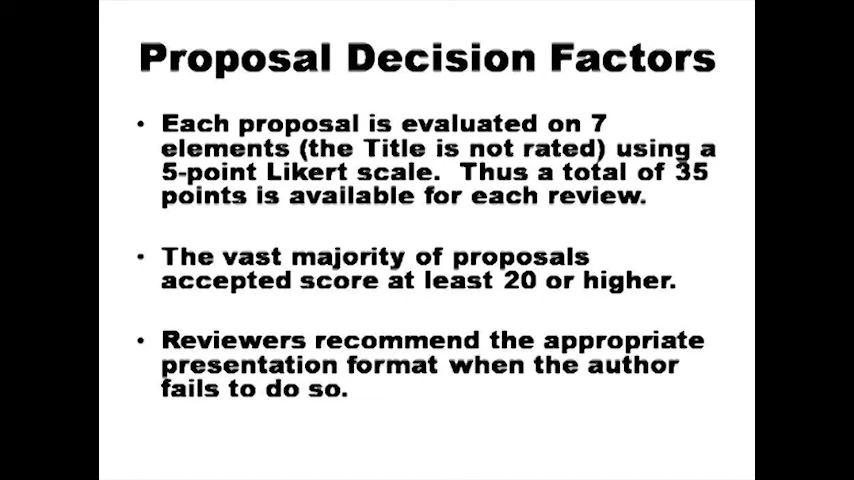 Proposal Decision Factors
• Each proposal is evaluated on 7
elements (the Title is not rated) using a
5-point Likert scale.  Thus a total of 35
points is available for each review.
• The vast majority of proposals
accepted score at least 20 or higher.
• Reviewers recommend the appropriate
presentation format when the author
fails to do so.